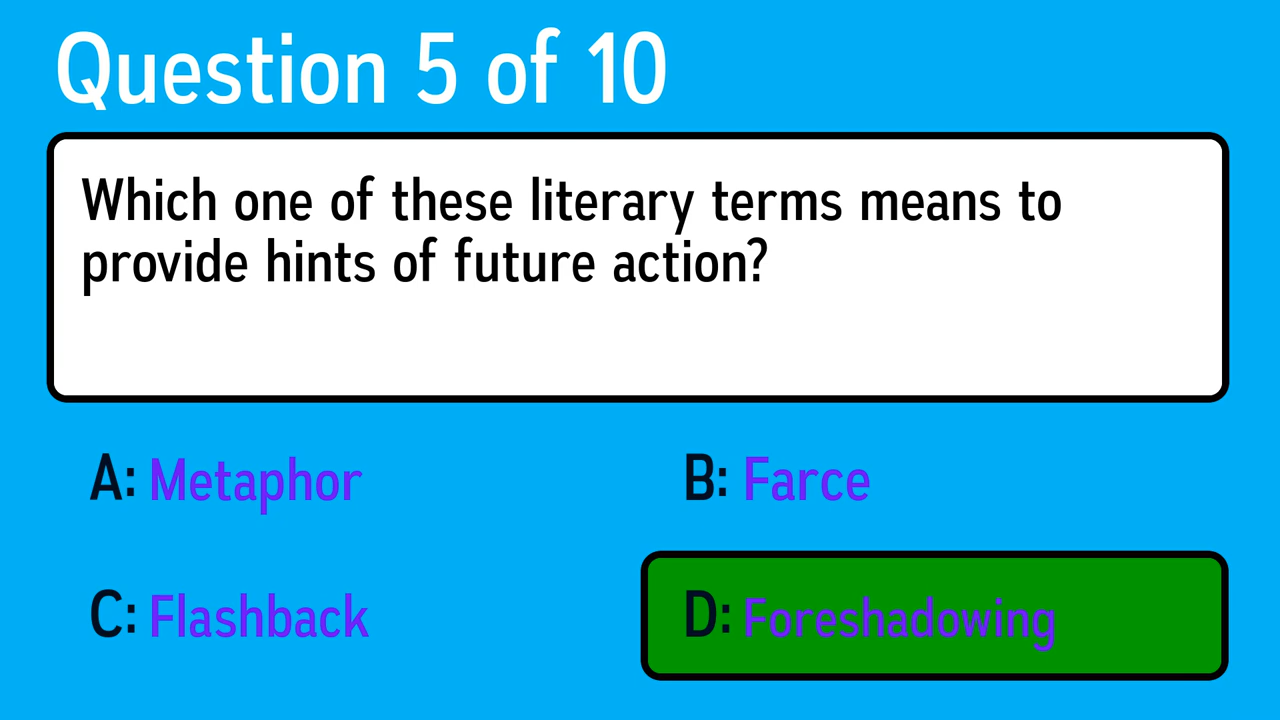 Question 5 of 10
Which one of these literary terms means to
provide hints of future action?
A: Metaphor
B: Farce
C: Flashback
D: Foreshadowing